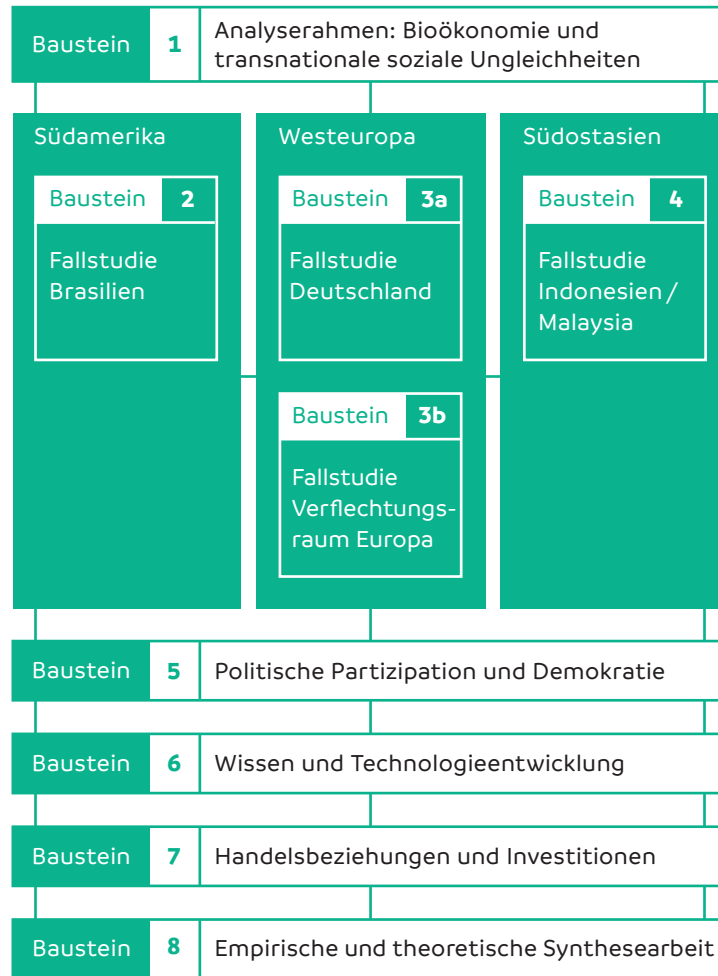 Baustein 1 Analyserahmen: Bioökonomie und
transnationale soziale Ungleichheiten
Südamerika
Baustein 2
Fallstudie
Brasilien
Westeuropa
Baustein 3a
Fallstudie
Deutschland
Baustein 3b
Fallstudie
Verflechtungs-
raum Europa
Südostasien
Baustein 4
Fallstudie
Indonesien /
Malaysia
Baustein 5 Politische Partizipation und Demokratie
Baustein 6 Wissen und Technologieentwicklung
Baustein 7 Handelsbeziehungen und Investitionen
Baustein 8 Empirische und theoretische Synthesearbeit